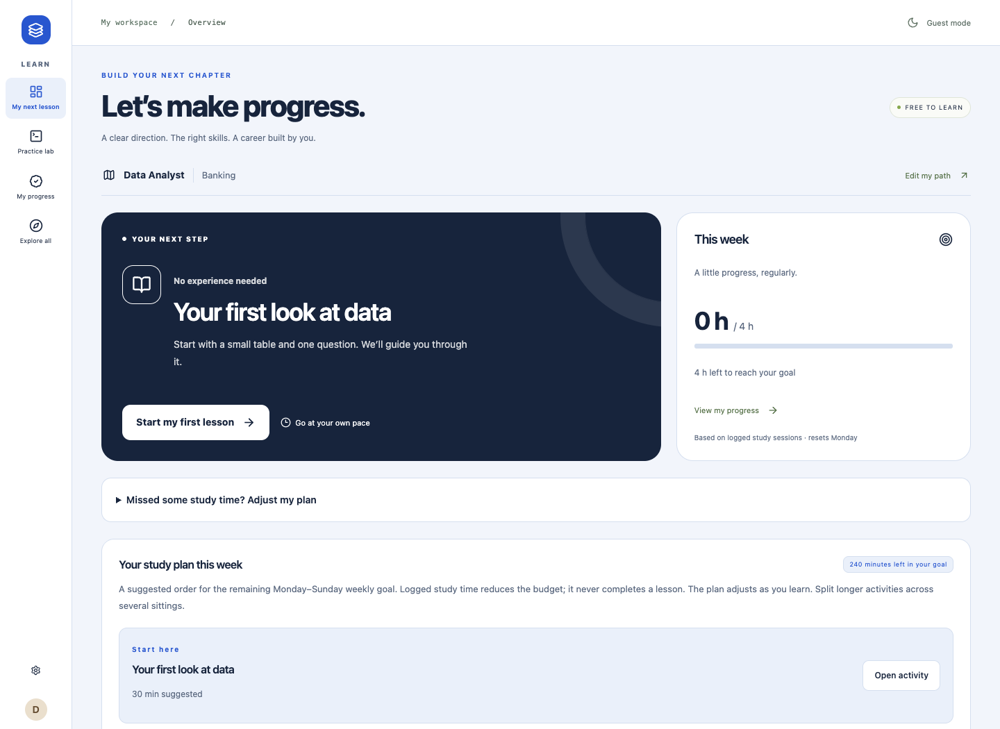 LEARN
My next lesson
Practice lab
My progress
Explore all
D
My workspace / Overview
Guest mode
BUILD YOUR NEXT CHAPTER
Let’s make progress.
A clear direction. The right skills. A career built by you.
FREE TO LEARN
Data Analyst
Banking
Edit my path
YOUR NEXT STEP
No experience needed
Your first look at data
Start with a small table and one question. We’ll guide you through
it.
Start my first lesson
Go at your own pace
This week
A little progress, regularly.
0 h / 4 h
4 h left to reach your goal
View my progress
Based on logged study sessions · resets Monday
Missed some study time? Adjust my plan
Your study plan this week
240 minutes left in your goal
A suggested order for the remaining Monday–Sunday weekly goal. Logged study time reduces the budget; it never completes a lesson. The plan adjusts as you learn. Split longer activities across
several sittings.
Start here
Your first look at data
30 min suggested
Open activity